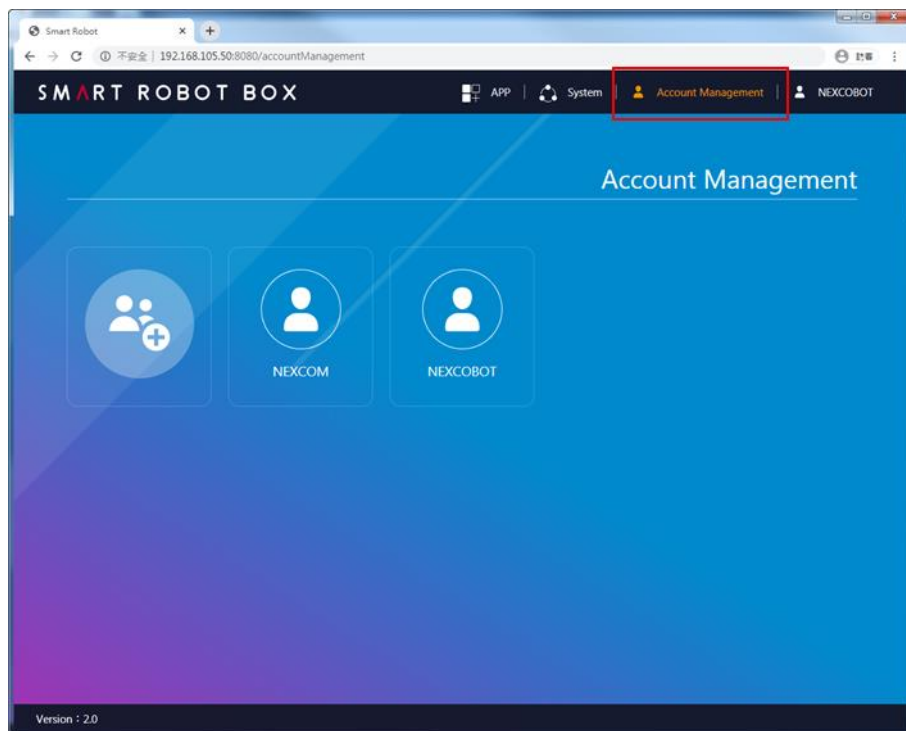 Smart Robot
不安全 | 192.168.105.50:8080/accountManagement
SMART ROBOT BOX
APP | System | Account Management | NEXCOBOT
Account Management
NEXCOM
NEXCOBOT
Version：2.0